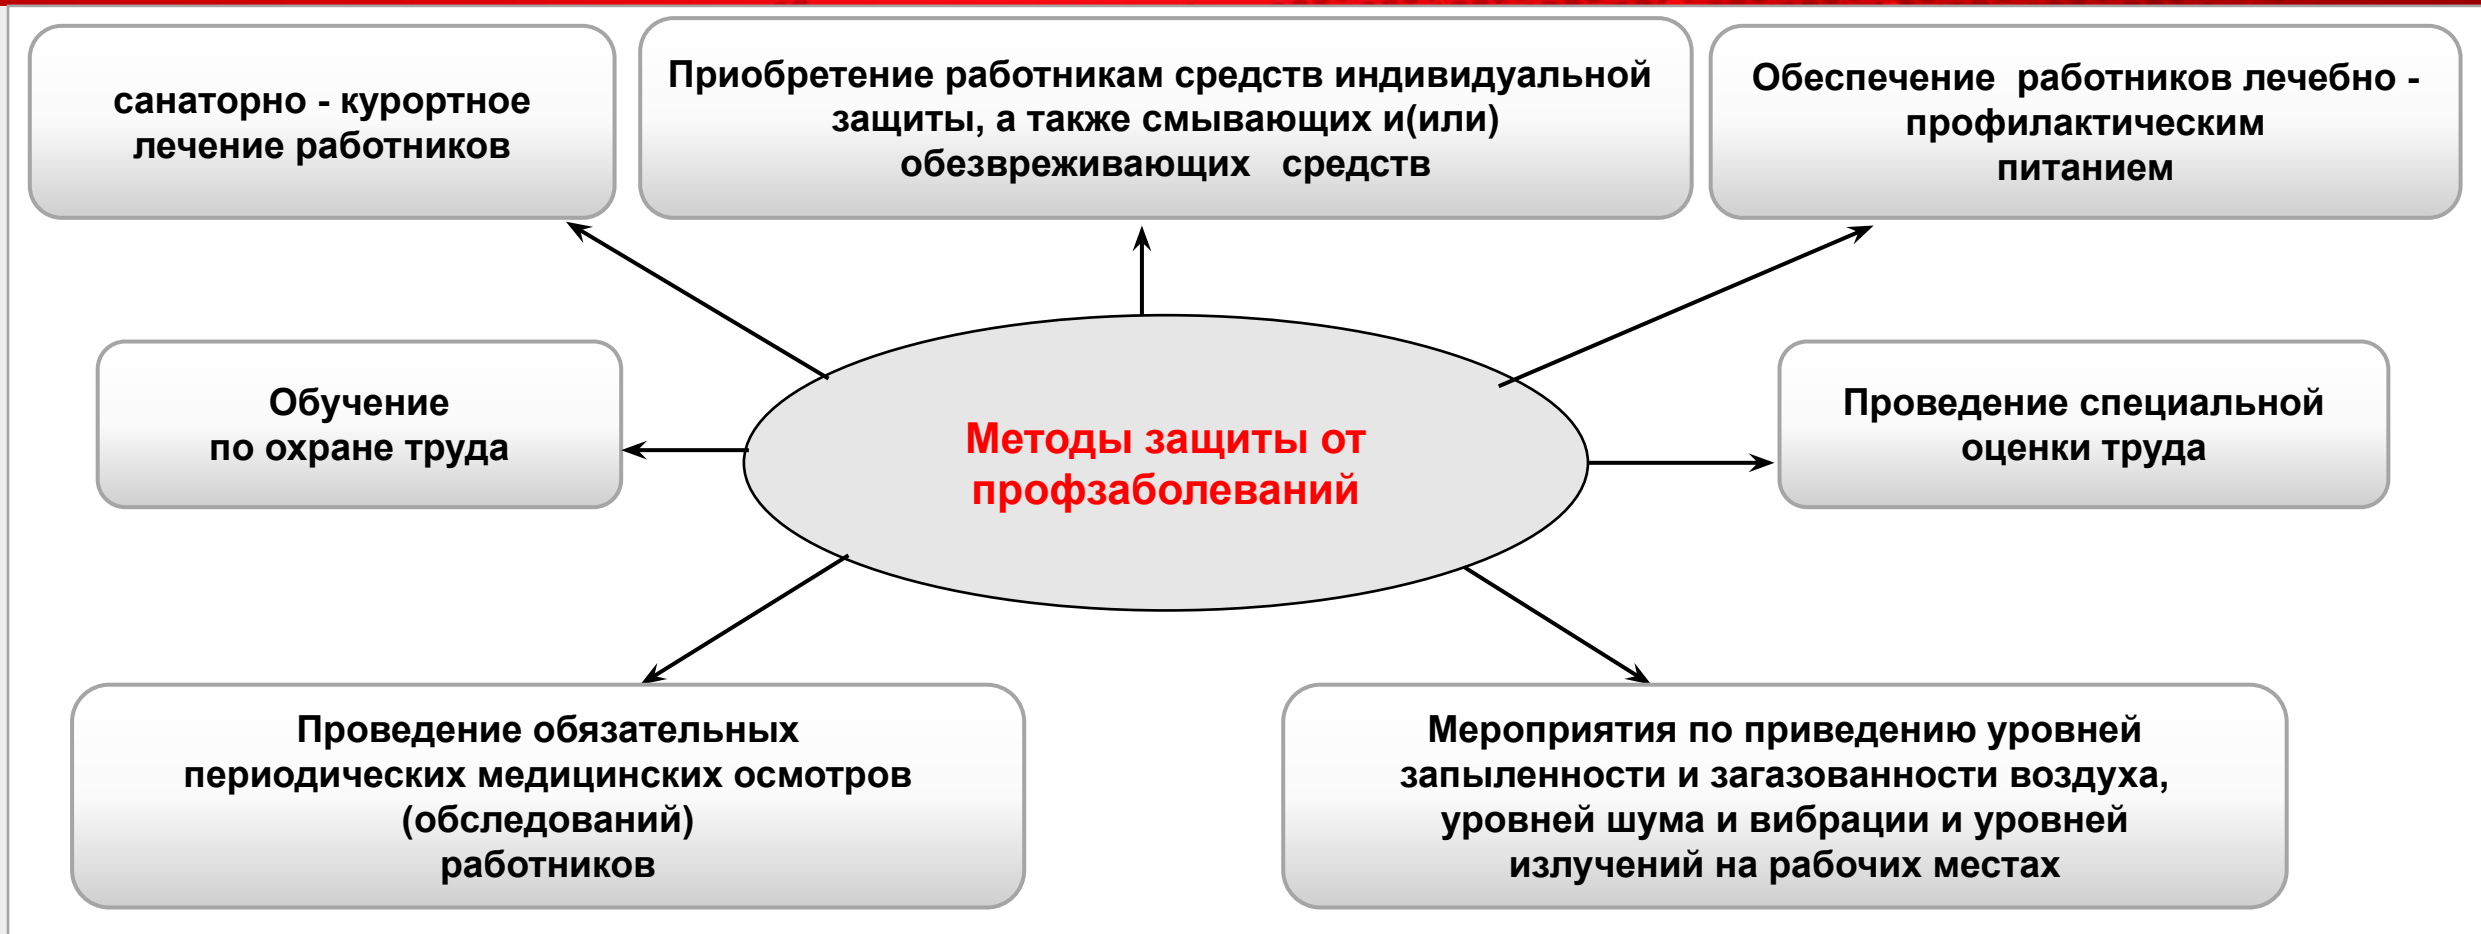 санаторно - курортное
лечение работников
Приобретение работникам средств индивидуальной
защиты, а также смывающих и(или)
обезвреживающих средств
Обеспечение работников лечебно -
профилактическим
питанием
Обучение
по охране труда
Методы защиты от
профзаболеваний
Проведение специальной
оценки труда
Проведение обязательных
периодических медицинских осмотров
(обследований)
работников
Мероприятия по приведению уровней
запыленности и загазованности воздуха,
уровней шума и вибрации и уровней
излучений на рабочих местах